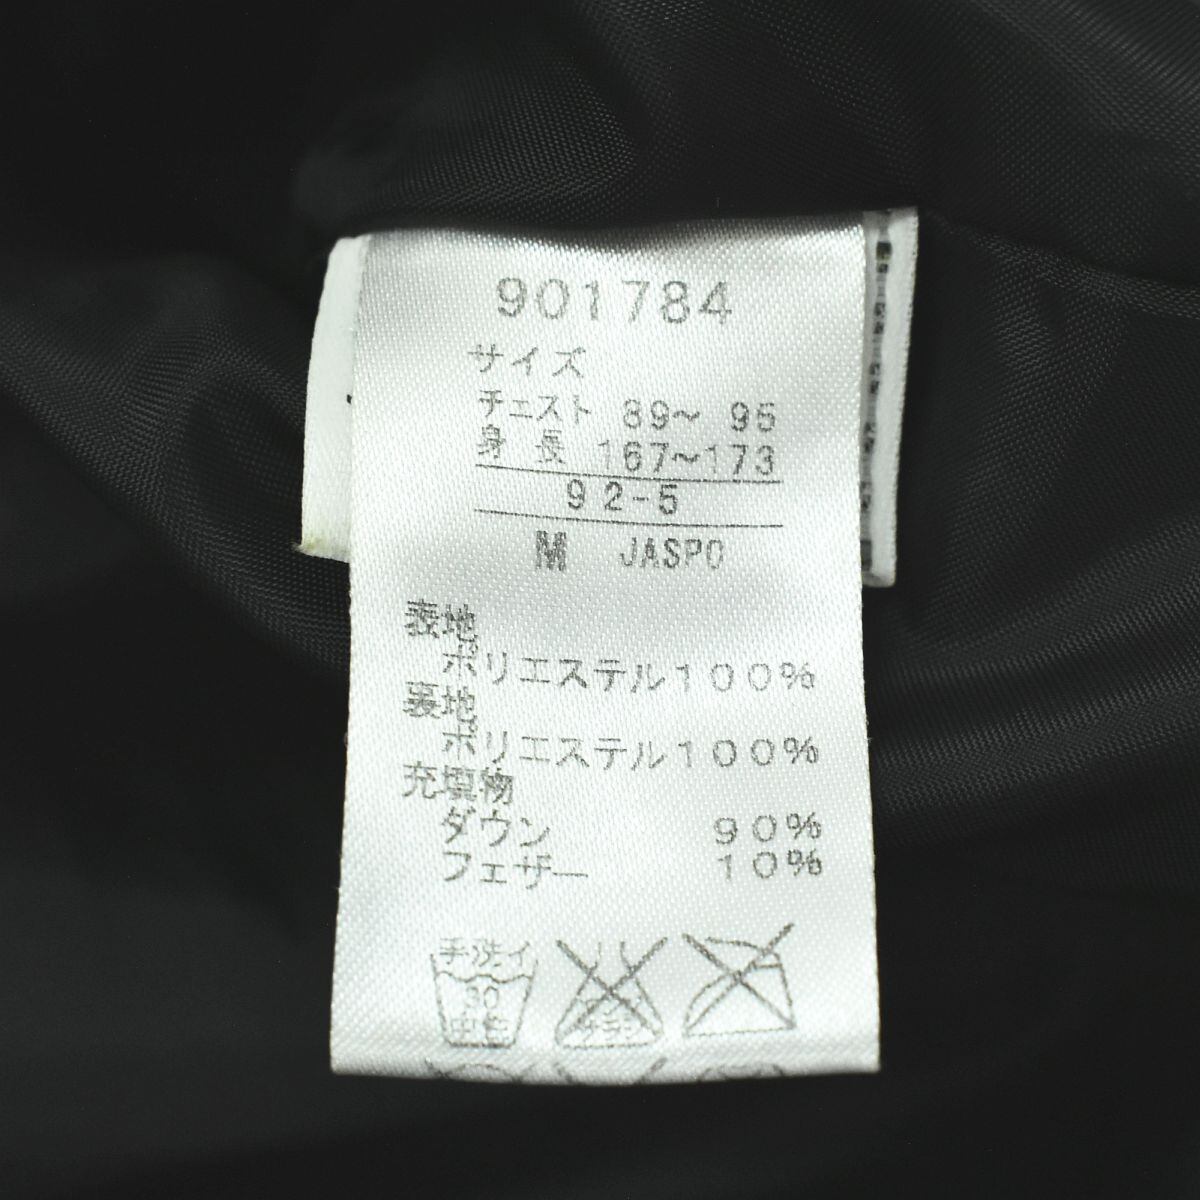 901784
サイズ
チェスト 89～ 95
身長 167～173
92-5
M JASPO
表地
ポリエステル100%
裏地
ポリエステル100%
充填物
ダウン 90%
フェザー 10%
手洗イ
30
中性